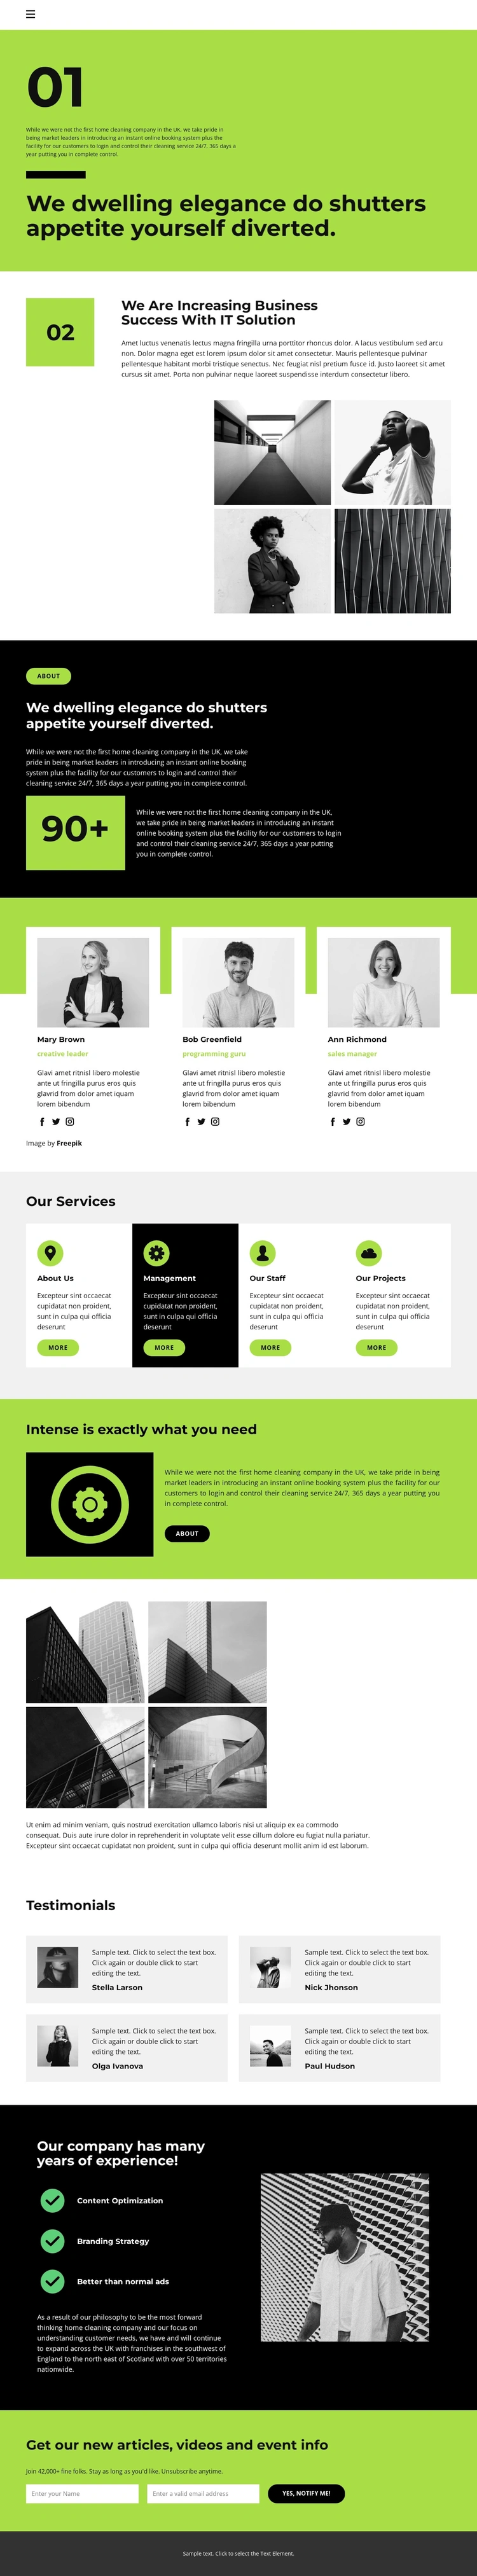 01
While we were not the first home cleaning company in the UK, we take pride in
being market leaders in introducing an instant online booking system plus the
facility for our customers to login and control their cleaning service 24/7, 365 days a
year putting you in complete control.
We dwelling elegance do shutters
appetite yourself diverted.
02
We Are Increasing Business
Success With IT Solution
Amet luctus venenatis lectus magna fringilla urna porttitor rhoncus dolor. A lacus vestibulum sed arcu
non. Dolor magna eget est lorem ipsum dolor sit amet consectetur. Mauris pellentesque pulvinar
pellentesque habitant morbi tristique senectus. Nec feugiat nisl pretium fusce id. Justo laoreet sit amet
cursus sit amet. Porta non pulvinar neque laoreet suspendisse interdum consectetur libero.
ABOUT
We dwelling elegance do shutters
appetite yourself diverted.
While we were not the first home cleaning company in the UK, we take
pride in being market leaders in introducing an instant online booking
system plus the facility for our customers to login and control their
cleaning service 24/7, 365 days a year putting you in complete control.
90+
While we were not the first home cleaning company in the UK,
we take pride in being market leaders in introducing an instant
online booking system plus the facility for our customers to login
and control their cleaning service 24/7, 365 days a year putting
you in complete control.
Mary Brown
creative leader
Glavi amet ritnisl libero molestie
ante ut fringilla purus eros quis
glavrid from dolor amet iquam
lorem bibendum
Bob Greenfield
programming guru
Glavi amet ritnisl libero molestie
ante ut fringilla purus eros quis
glavrid from dolor amet iquam
lorem bibendum
Ann Richmond
sales manager
Glavi amet ritnisl libero molestie
ante ut fringilla purus eros quis
glavrid from dolor amet iquam
lorem bibendum
Image by Freepik
Our Services
About Us
Excepteur sint occaecat
cupidatat non proident,
sunt in culpa qui officia
deserunt
MORE
Management
Excepteur sint occaecat
cupidatat non proident,
sunt in culpa qui officia
deserunt
MORE
Our Staff
Excepteur sint occaecat
cupidatat non proident,
sunt in culpa qui officia
deserunt
MORE
Our Projects
Excepteur sint occaecat
cupidatat non proident,
sunt in culpa qui officia
deserunt
MORE
Intense is exactly what you need
While we were not the first home cleaning company in the UK, we take pride in being
market leaders in introducing an instant online booking system plus the facility for our
customers to login and control their cleaning service 24/7, 365 days a year putting you
in complete control.
ABOUT
Ut enim ad minim veniam, quis nostrud exercitation ullamco laboris nisi ut aliquip ex ea commodo
consequat. Duis aute irure dolor in reprehenderit in voluptate velit esse cillum dolore eu fugiat nulla pariatur.
Excepteur sint occaecat cupidatat non proident, sunt in culpa qui officia deserunt mollit anim id est laborum.
Testimonials
Sample text. Click to select the text box.
Click again or double click to start
editing the text.
Stella Larson
Sample text. Click to select the text box.
Click again or double click to start
editing the text.
Nick Jhonson
Sample text. Click to select the text box.
Click again or double click to start
editing the text.
Olga Ivanova
Sample text. Click to select the text box.
Click again or double click to start
editing the text.
Paul Hudson
Our company has many
years of experience!
Content Optimization
Branding Strategy
Better than normal ads
As a result of our philosophy to be the most forward
thinking home cleaning company and our focus on
understanding customer needs, we have and will continue
to expand across the UK with franchises in the southwest of
England to the north east of Scotland with over 50 territories
nationwide.
Get our new articles, videos and event info
Join 42,000+ fine folks. Stay as long as you'd like. Unsubscribe anytime.
Enter your Name
Enter a valid email address
YES, NOTIFY ME!
Sample text. Click to select the Text Element.